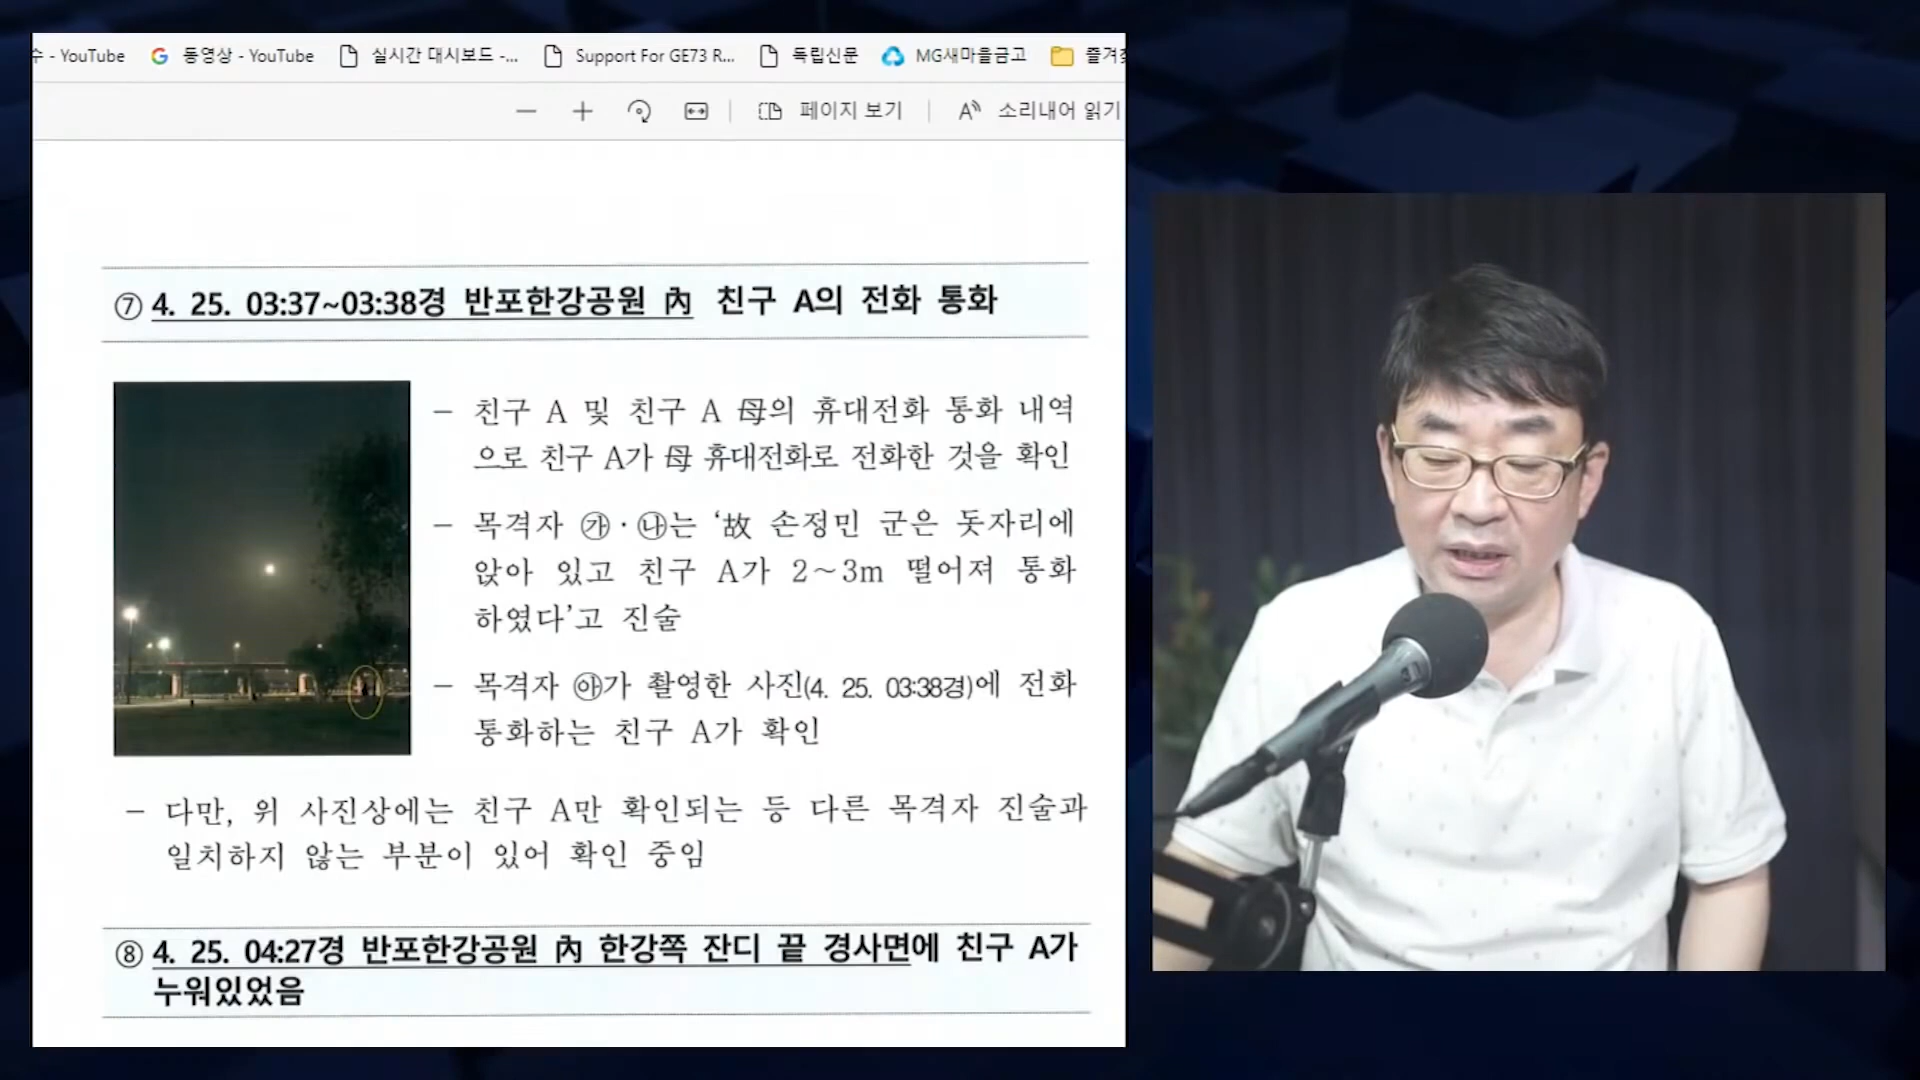 수 - YouTube 동영상 - YouTube 실시간 대시보드 -... Support For GE73 R... 독립신문 MG새마을금고 즐겨찾
페이지 보기 소리내어 읽기
⑦ 4. 25. 03:37~03:38경 반포한강공원 內 친구 A의 전화 통화
– 친구 A 및 친구 A 母의 휴대전화 통화 내역
으로 친구 A가 母 휴대전화로 전화한 것을 확인
– 목격자 ㉮·㉯는 ‘故 손정민 군은 돗자리에
앉아 있고 친구 A가 2~3m 떨어져 통화
하였다’고 진술
– 목격자 ㉵가 촬영한 사진(4. 25. 03:38경)에 전화
통화하는 친구 A가 확인
– 다만, 위 사진상에는 친구 A만 확인되는 등 다른 목격자 진술과
일치하지 않는 부분이 있어 확인 중임
⑧ 4. 25. 04:27경 반포한강공원 內 한강쪽 잔디 끝 경사면에 친구 A가
누워있었음